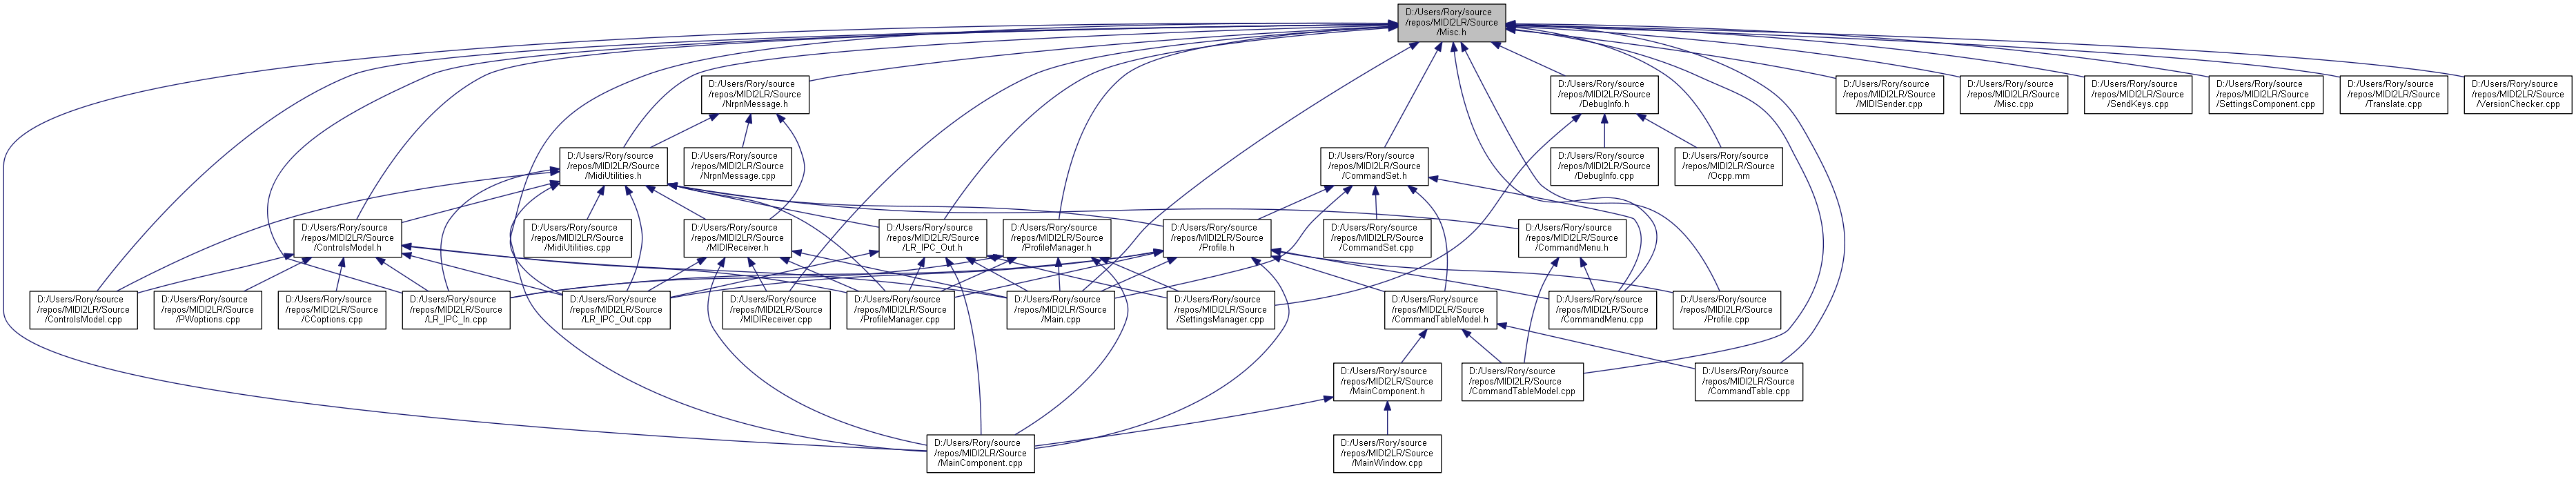 D:/Users/Rory/source
/repos/MIDI2LR/Source
/Misc.h
D:/Users/Rory/source
/repos/MIDI2LR/Source
/NrpnMessage.h
D:/Users/Rory/source
/repos/MIDI2LR/Source
/DebugInfo.h
D:/Users/Rory/source
/repos/MIDI2LR/Source
/MIDISender.cpp
D:/Users/Rory/source
/repos/MIDI2LR/Source
/Misc.cpp
D:/Users/Rory/source
/repos/MIDI2LR/Source
/SendKeys.cpp
D:/Users/Rory/source
/repos/MIDI2LR/Source
/SettingsComponent.cpp
D:/Users/Rory/source
/repos/MIDI2LR/Source
/Translate.cpp
D:/Users/Rory/source
/repos/MIDI2LR/Source
/VersionChecker.cpp
D:/Users/Rory/source
/repos/MIDI2LR/Source
/MidiUtilities.h
D:/Users/Rory/source
/repos/MIDI2LR/Source
/NrpnMessage.cpp
D:/Users/Rory/source
/repos/MIDI2LR/Source
/CommandSet.h
D:/Users/Rory/source
/repos/MIDI2LR/Source
/DebugInfo.cpp
D:/Users/Rory/source
/repos/MIDI2LR/Source
/Ocpp.mm
D:/Users/Rory/source
/repos/MIDI2LR/Source
/ControlsModel.h
D:/Users/Rory/source
/repos/MIDI2LR/Source
/MidiUtilities.cpp
D:/Users/Rory/source
/repos/MIDI2LR/Source
/MIDIReceiver.h
D:/Users/Rory/source
/repos/MIDI2LR/Source
/LR_IPC_Out.h
D:/Users/Rory/source
/repos/MIDI2LR/Source
/ProfileManager.h
D:/Users/Rory/source
/repos/MIDI2LR/Source
/Profile.h
D:/Users/Rory/source
/repos/MIDI2LR/Source
/CommandSet.cpp
D:/Users/Rory/source
/repos/MIDI2LR/Source
/CommandMenu.h
D:/Users/Rory/source
/repos/MIDI2LR/Source
/ControlsModel.cpp
D:/Users/Rory/source
/repos/MIDI2LR/Source
/PWoptions.cpp
D:/Users/Rory/source
/repos/MIDI2LR/Source
/CCoptions.cpp
D:/Users/Rory/source
/repos/MIDI2LR/Source
/LR_IPC_In.cpp
D:/Users/Rory/source
/repos/MIDI2LR/Source
/LR_IPC_Out.cpp
D:/Users/Rory/source
/repos/MIDI2LR/Source
/MIDIReceiver.cpp
D:/Users/Rory/source
/repos/MIDI2LR/Source
/ProfileManager.cpp
D:/Users/Rory/source
/repos/MIDI2LR/Source
/Main.cpp
D:/Users/Rory/source
/repos/MIDI2LR/Source
/SettingsManager.cpp
D:/Users/Rory/source
/repos/MIDI2LR/Source
/CommandTableModel.h
D:/Users/Rory/source
/repos/MIDI2LR/Source
/CommandMenu.cpp
D:/Users/Rory/source
/repos/MIDI2LR/Source
/Profile.cpp
D:/Users/Rory/source
/repos/MIDI2LR/Source
/MainComponent.h
D:/Users/Rory/source
/repos/MIDI2LR/Source
/CommandTableModel.cpp
D:/Users/Rory/source
/repos/MIDI2LR/Source
/CommandTable.cpp
D:/Users/Rory/source
/repos/MIDI2LR/Source
/MainComponent.cpp
D:/Users/Rory/source
/repos/MIDI2LR/Source
/MainWindow.cpp